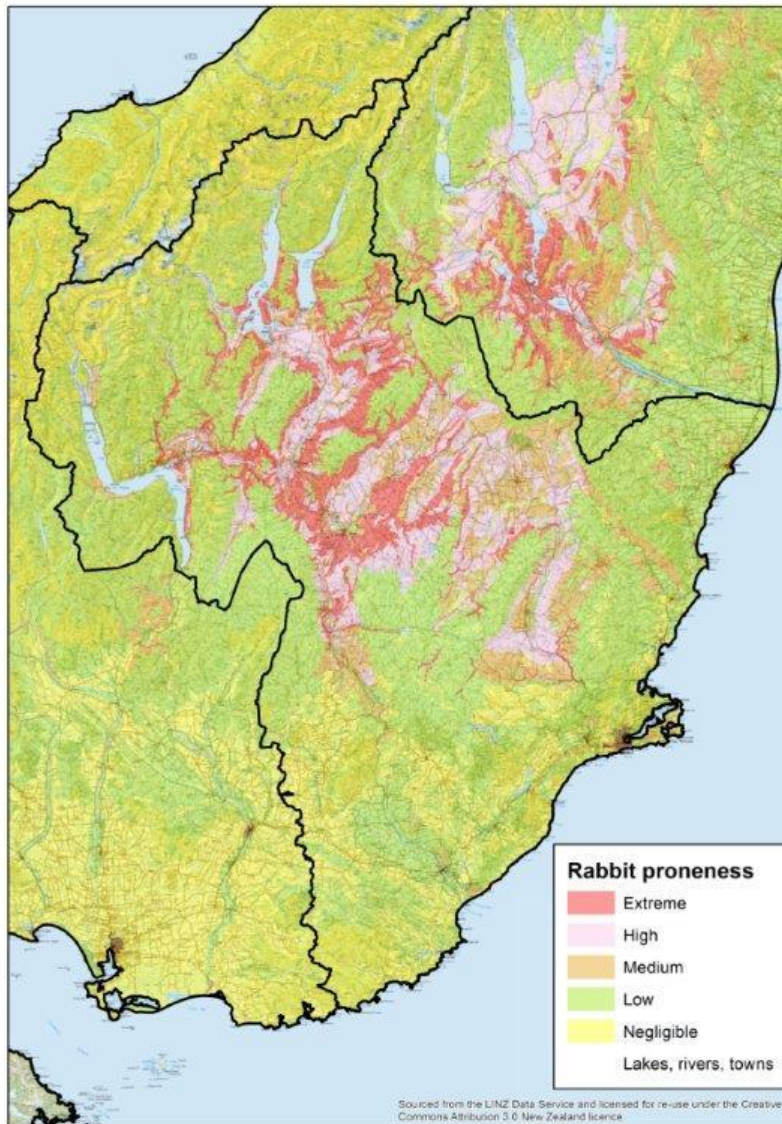 Rabbit proneness
Extreme
High
Medium
Low
Negligible
Lakes, rivers, towns
Sourced from the LINZ Data Service and licensed for re-use under the Creative
Commons Attribution 3.0 New Zealand licence